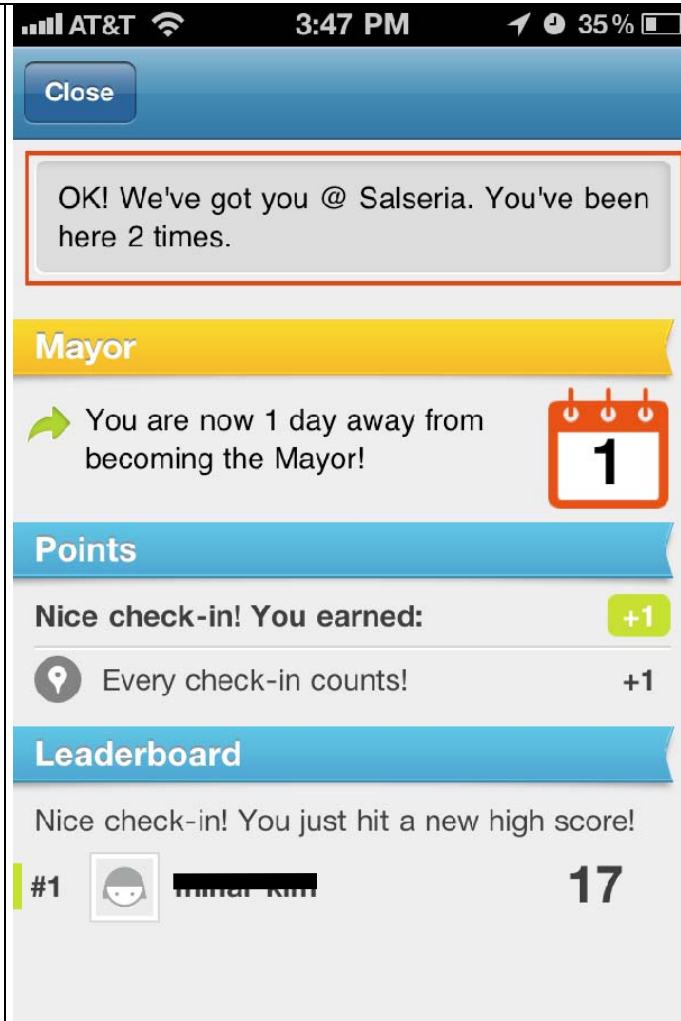 AT&T 3:47 PM 35%
Close
OK! We've got you @ Salseria. You've been
here 2 times.
Mayor
You are now 1 day away from
becoming the Mayor!
1
Points
Nice check-in! You earned: +1
Every check-in counts! +1
Leaderboard
Nice check-in! You just hit a new high score!
#1 17